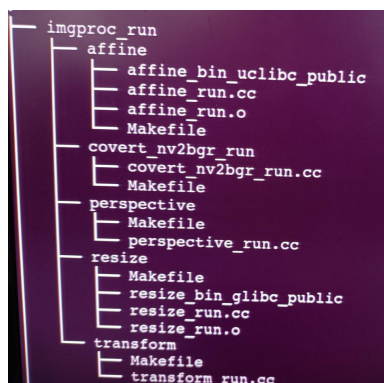 imgproc_run
affine
affine_bin_uclibc_public
affine_run.cc
affine_run.o
Makefile
covert_nv2bgr_run
covert_nv2bgr_run.cc
Makefile
perspective
Makefile
perspective_run.cc
resize
Makefile
resize_bin_glibc_public
resize_run.cc
resize_run.o
transform
Makefile
transform_run.cc